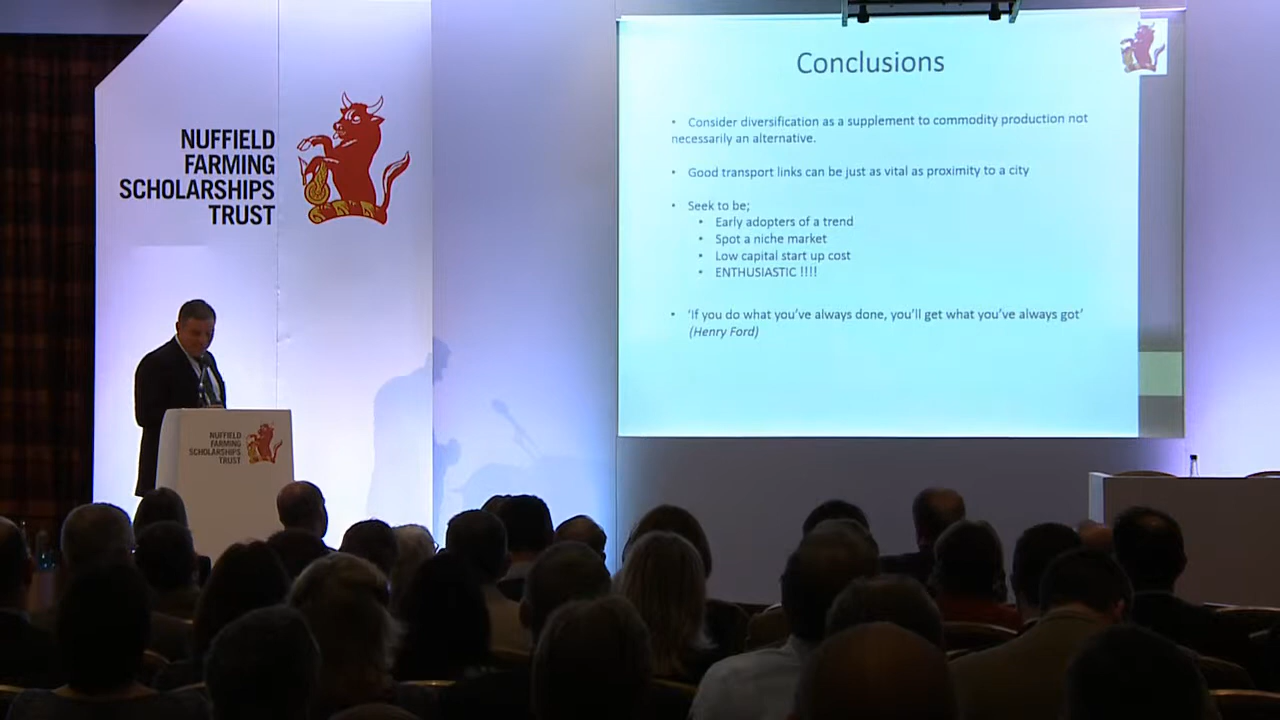 NUFFIELD
FARMING
SCHOLARSHIPS
TRUST
Conclusions
• Consider diversification as a supplement to commodity production not
necessarily an alternative.
• Good transport links can be just as vital as proximity to a city
• Seek to be;
• Early adopters of a trend
• Spot a niche market
• Low capital start up cost
• ENTHUSIASTIC !!!!
• ‘If you do what you’ve always done, you’ll get what you’ve always got’
(Henry Ford)
NUFFIELD
FARMING
SCHOLARSHIPS
TRUST